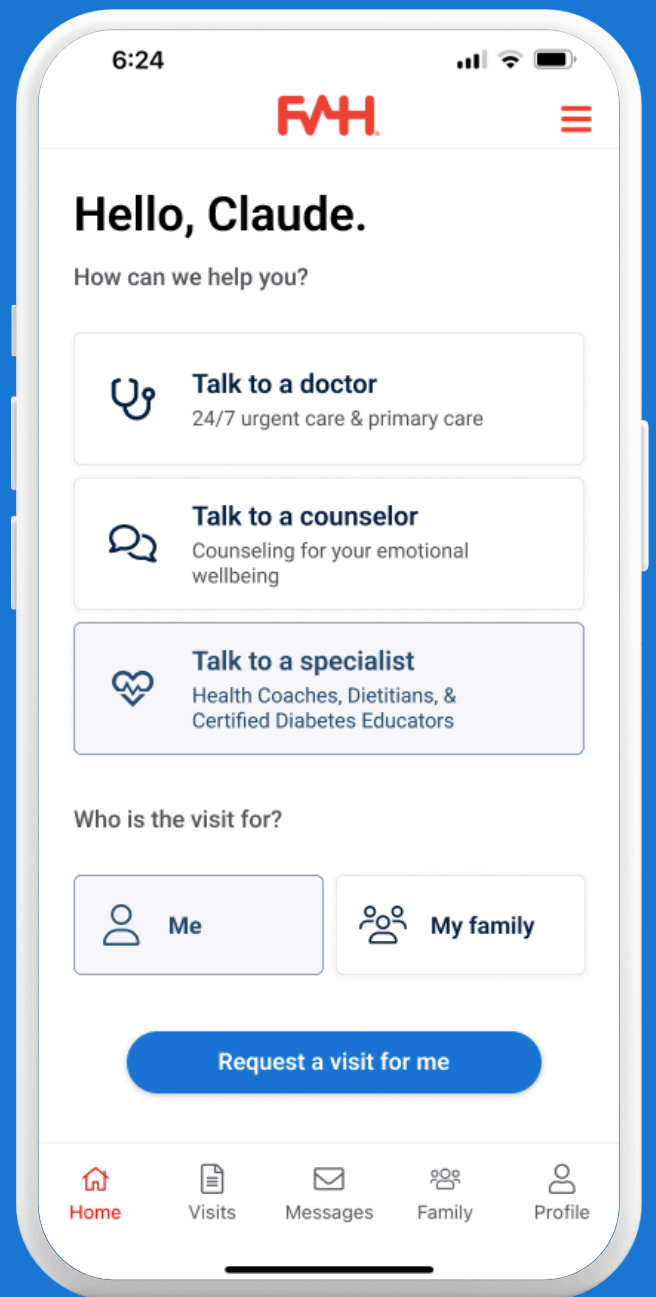 6:24
FAH.
Hello, Claude.
How can we help you?
Talk to a doctor
24/7 urgent care & primary care
Talk to a counselor
Counseling for your emotional
wellbeing
Talk to a specialist
Health Coaches, Dietitians, &
Certified Diabetes Educators
Who is the visit for?
Me
My family
Request a visit for me
Home
Visits
Messages
Family
Profile